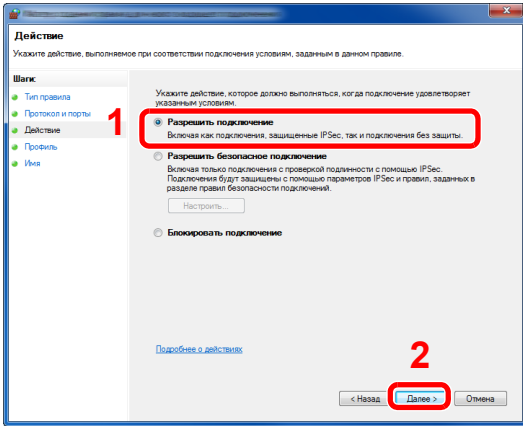 Действие
Укажите действие, выполняемое при соответствии подключения условиям, заданным в данном правиле.
Шаги:
Тип правила
Протокол и порты
Действие
Профиль
Имя
Укажите действие, которое должно выполняться, когда подключение удовлетворяет
указанным условиям.
1
Разрешить подключение
Включая как подключения, защищенные IPSec, так и подключения без защиты.
Разрешить безопасное подключение
Включая только подключения с проверкой подлинности с помощью IPSec.
Подключения будут защищены с помощью параметров IPSec и правил, заданных в
разделе правил безопасности подключений.
Настроить...
Блокировать подключение
Подробнее о действиях
2
< Назад
Далее >
Отмена